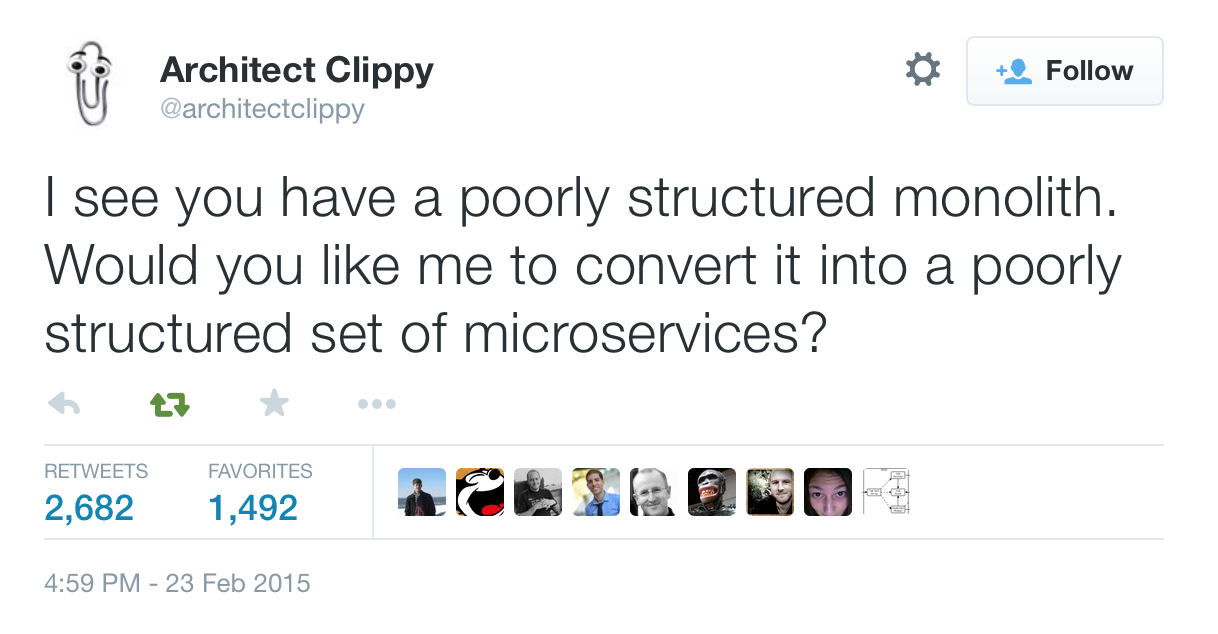 Architect Clippy
@architectclippy
Follow
I see you have a poorly structured monolith.
Would you like me to convert it into a poorly
structured set of microservices?
RETWEETS FAVORITES
2,682 1,492
4:59 PM - 23 Feb 2015